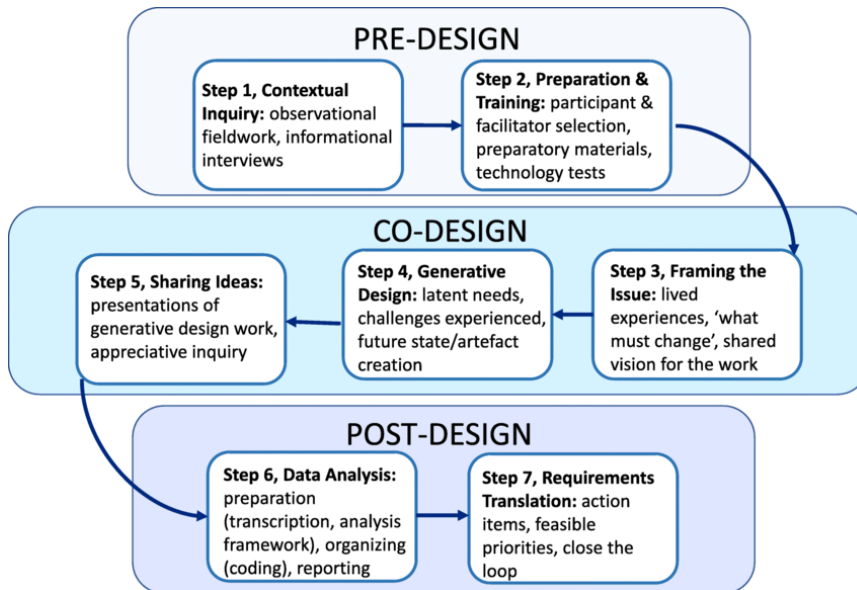 PRE-DESIGN
Step 1, Contextual
Inquiry: observational
fieldwork, informational
interviews
Step 2, Preparation &
Training: participant &
facilitator selection,
preparatory materials,
technology tests
CO-DESIGN
Step 3, Framing the
Issue: lived
experiences, ‘what
must change’, shared
vision for the work
Step 4, Generative
Design: latent needs,
challenges experienced,
future state/artefact
creation
Step 5, Sharing Ideas:
presentations of
generative design work,
appreciative inquiry
POST-DESIGN
Step 6, Data Analysis:
preparation
(transcription, analysis
framework), organizing
(coding), reporting
Step 7, Requirements
Translation: action
items, feasible
priorities, close the
loop